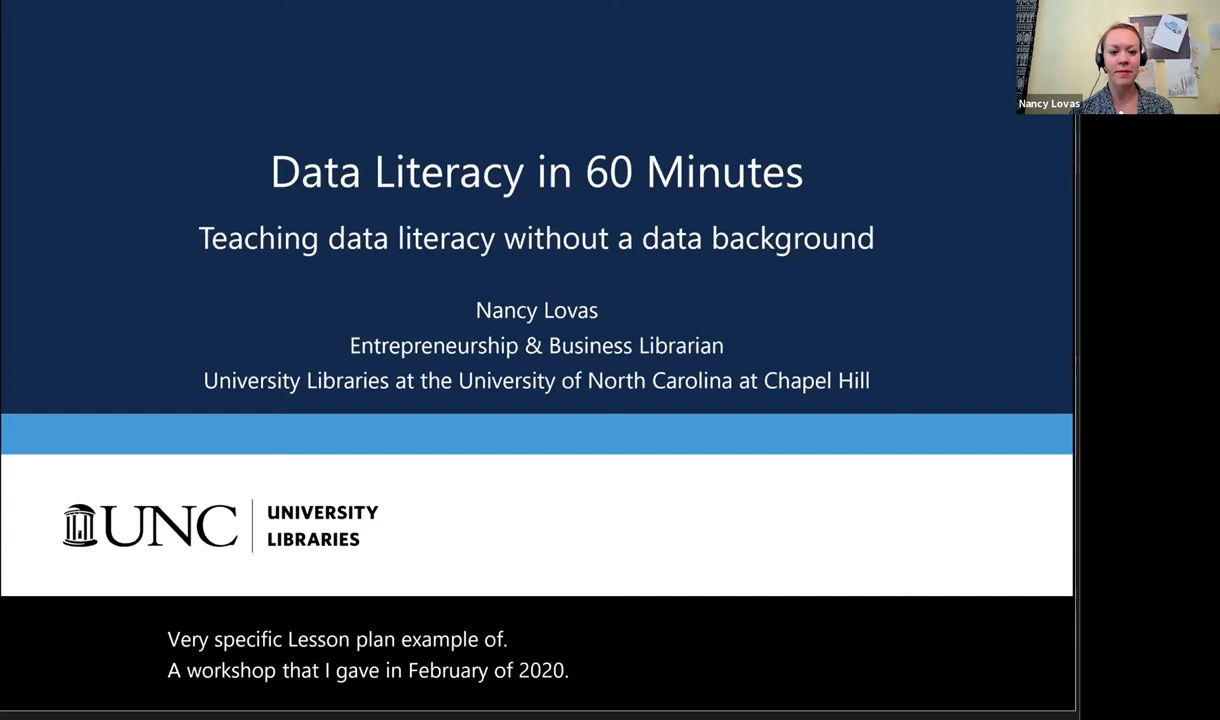 Nancy Lovas
Data Literacy in 60 Minutes
Teaching data literacy without a data background
Nancy Lovas
Entrepreneurship & Business Librarian
University Libraries at the University of North Carolina at Chapel Hill
UNC
UNIVERSITY
LIBRARIES
Very specific Lesson plan example of.
A workshop that I gave in February of 2020.